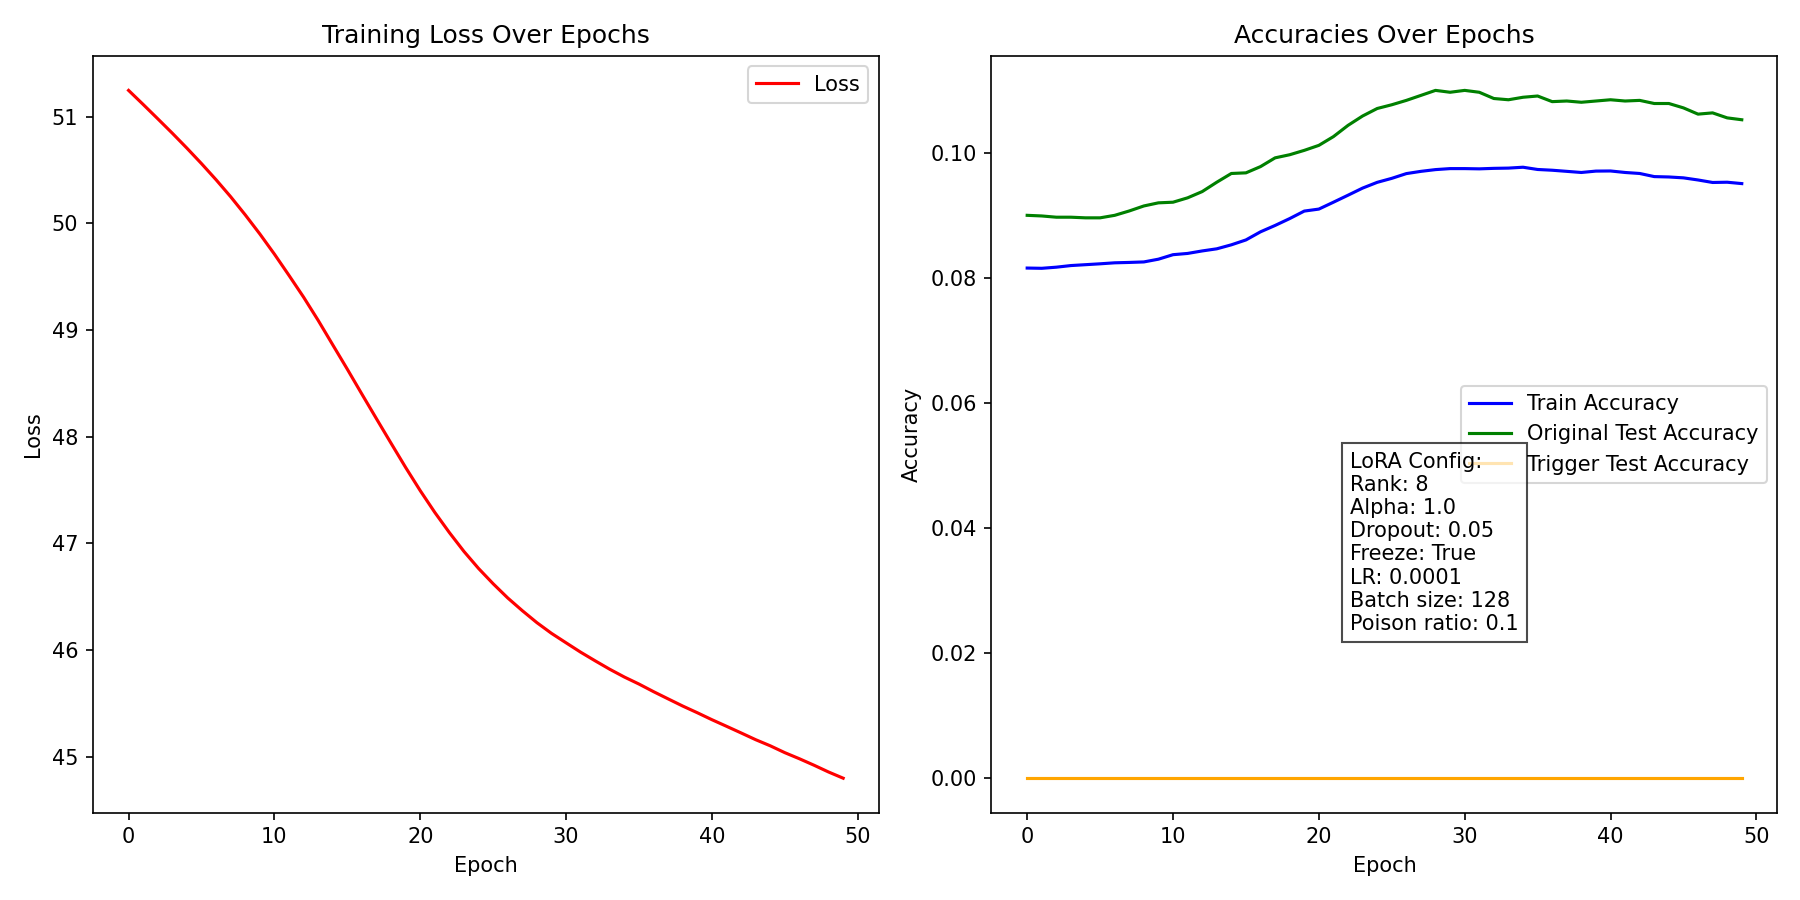 Training Loss Over Epochs
Loss
51
50
49
48
47
46
45
Loss
0
10
20
30
40
50
Epoch
Accuracies Over Epochs
0.10
0.08
0.06
0.04
0.02
0.00
Accuracy
Train Accuracy
Original Test Accuracy
Trigger Test Accuracy
LoRA Config:
Rank: 8
Alpha: 1.0
Dropout: 0.05
Freeze: True
LR: 0.0001
Batch size: 128
Poison ratio: 0.1
0
10
20
30
40
50
Epoch